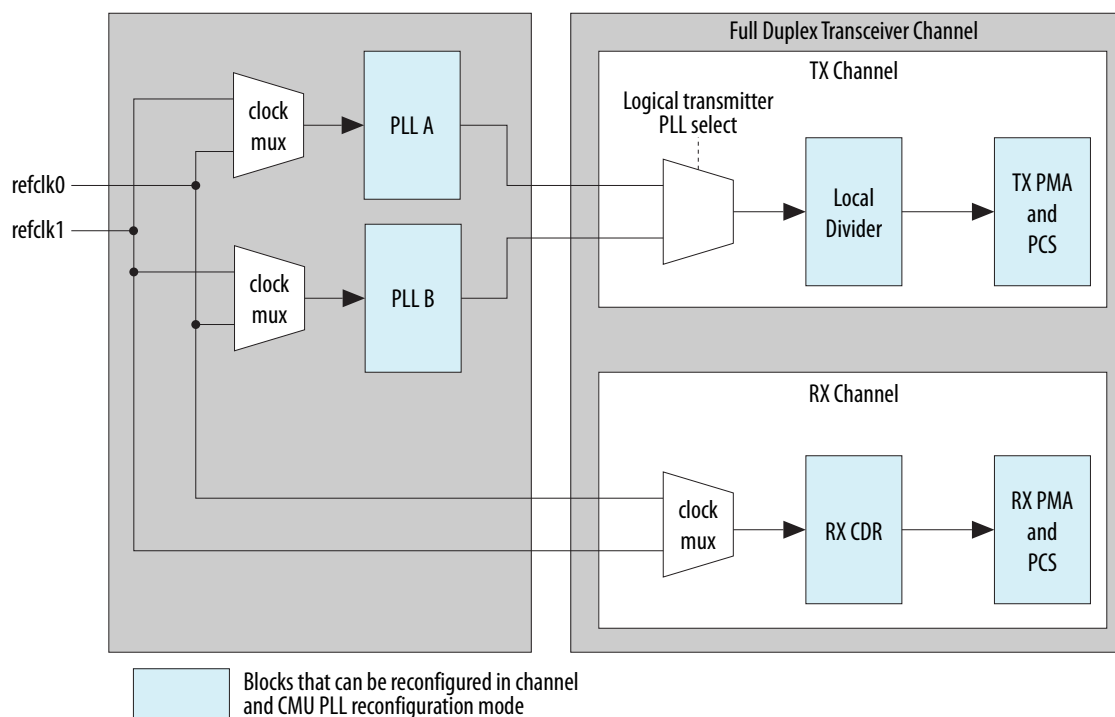 Full Duplex Transceiver Channel
TX Channel
Logical transmitter
PLL select
clock
mux
PLL A
refclk0
refclk1
Local
Divider
TX PMA
and
PCS
clock
mux
PLL B
RX Channel
clock
mux
RX CDR
RX PMA
and
PCS
Blocks that can be reconfigured in channel
and CMU PLL reconfiguration mode